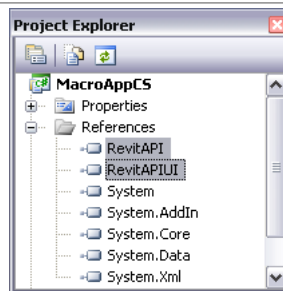 Project Explorer
MacroAppCS
Properties
References
RevitAPI
RevitAPIUI
System
System.AddIn
System.Core
System.Data
System.Xml